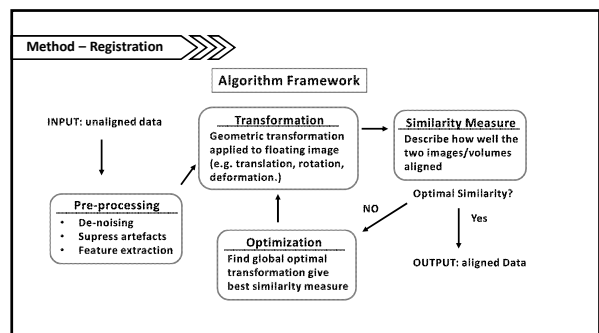 Method – Registration
Algorithm Framework
INPUT: unaligned data
Pre-processing
• De-noising
• Supress artefacts
• Feature extraction
Transformation
Geometric transformation
applied to floating image
(e.g. translation, rotation,
deformation.)
Similarity Measure
Describe how well the
two images/volumes
aligned
Optimal Similarity?
NO
Yes
Optimization
Find global optimal
transformation give
best similarity measure
OUTPUT: aligned Data